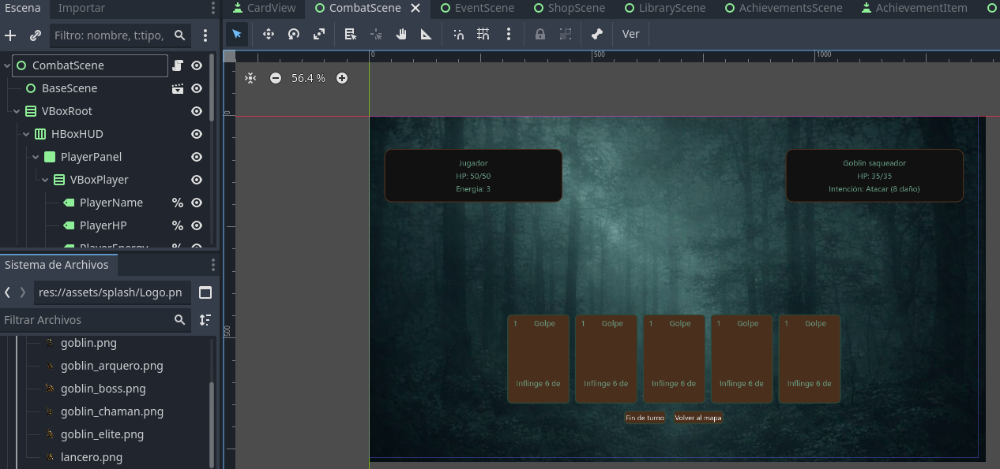 Escena
Importar
CardView
CombatScene
EventScene
ShopScene
LibraryScene
AchievementsScene
AchievementItem
Filtro: nombre, t:tipo,
Ver
CombatScene
BaseScene
VBoxRoot
HBoxHUD
PlayerPanel
VBoxPlayer
PlayerName
%
PlayerHP
%
PlayerEnergy
%
Sistema de Archivos
res://assets/splash/Logo.pn
Filtrar Archivos
goblin.png
goblin_arquero.png
goblin_boss.png
goblin_chaman.png
goblin_elite.png
lancero.png
0
500
1000
0
500
56.4 %
Jugador
HP: 50/50
Energía: 3
Goblin saqueador
HP: 35/35
Intención: Atacar (8 daño)
1 Golpe
Inflinge 6 de
1 Golpe
Inflinge 6 de
1 Golpe
Inflinge 6 de
1 Golpe
Inflinge 6 de
1 Golpe
Inflinge 6 de
Fin de turno
Volver al mapa